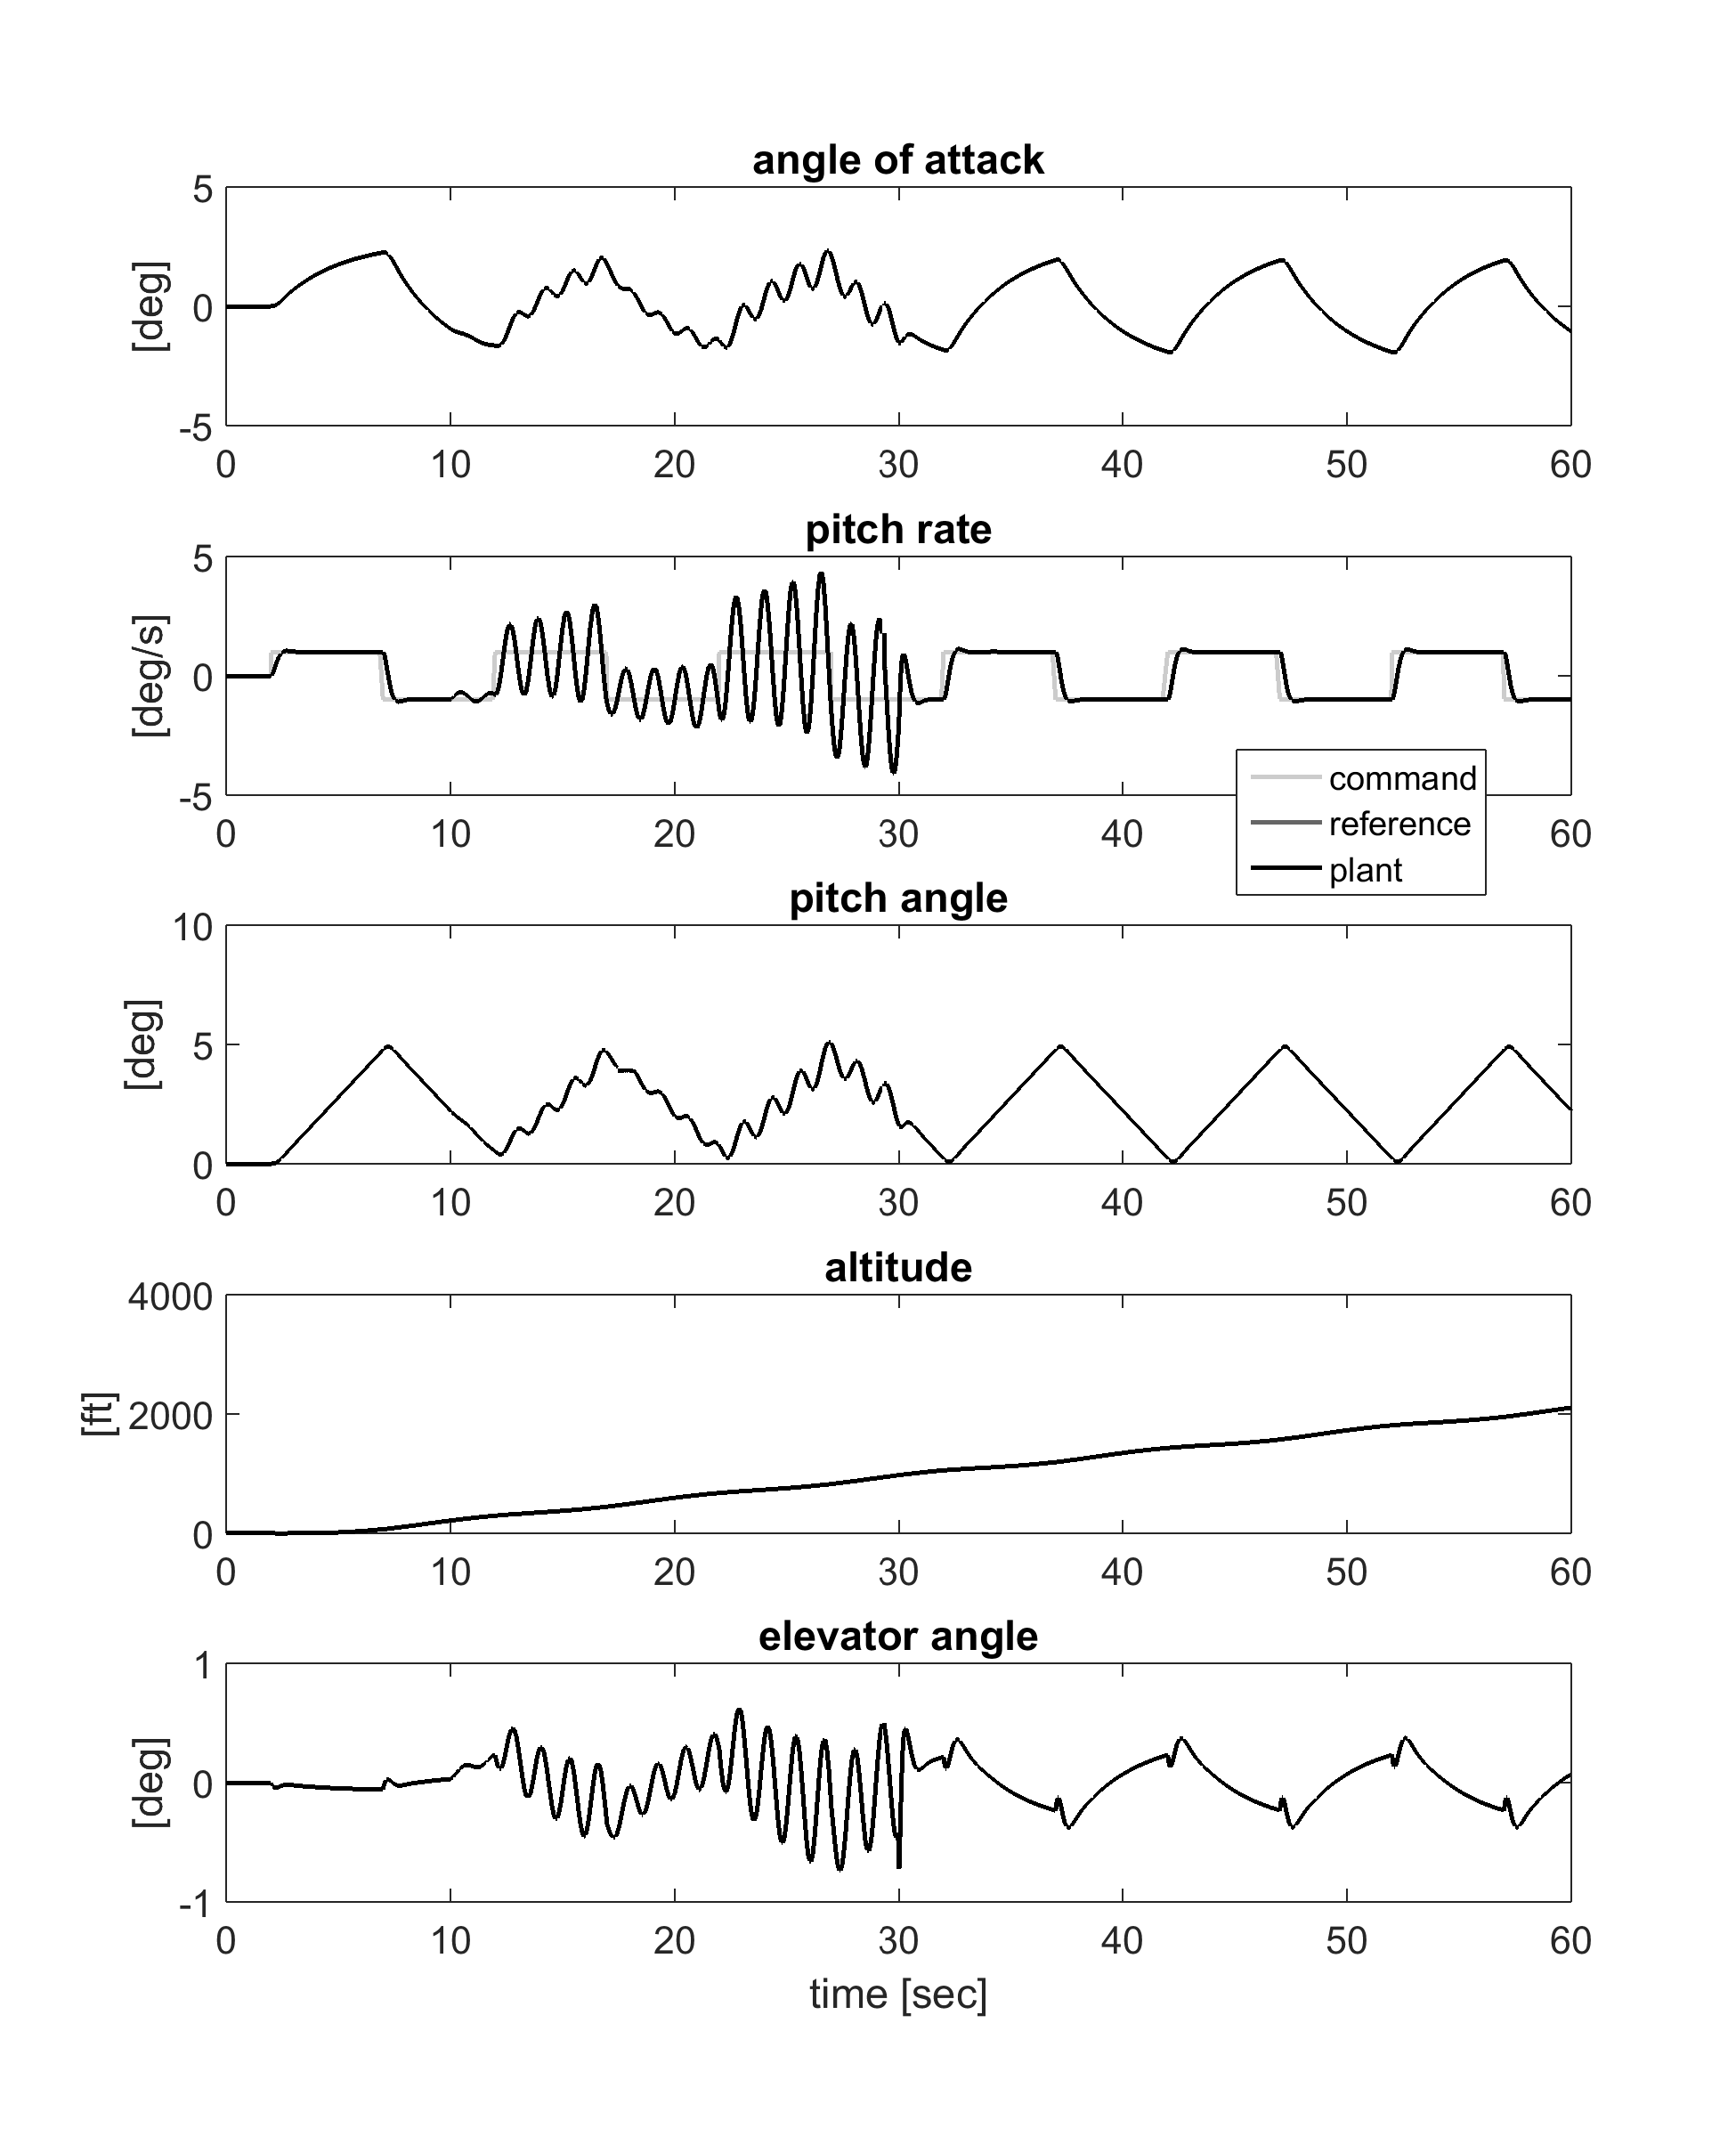 angle of attack
5
0
-5
[deg]
0 10 20 30 40 50 60
pitch rate
5
0
-5
[deg/s]
0 10 20 30 40 60
command
reference
plant
pitch angle
10
5
0
[deg]
0 10 20 30 40 50 60
altitude
4000
2000
0
[ft]
0 10 20 30 40 50 60
elevator angle
1
0
-1
[deg]
0 10 20 30 40 50 60
time [sec]